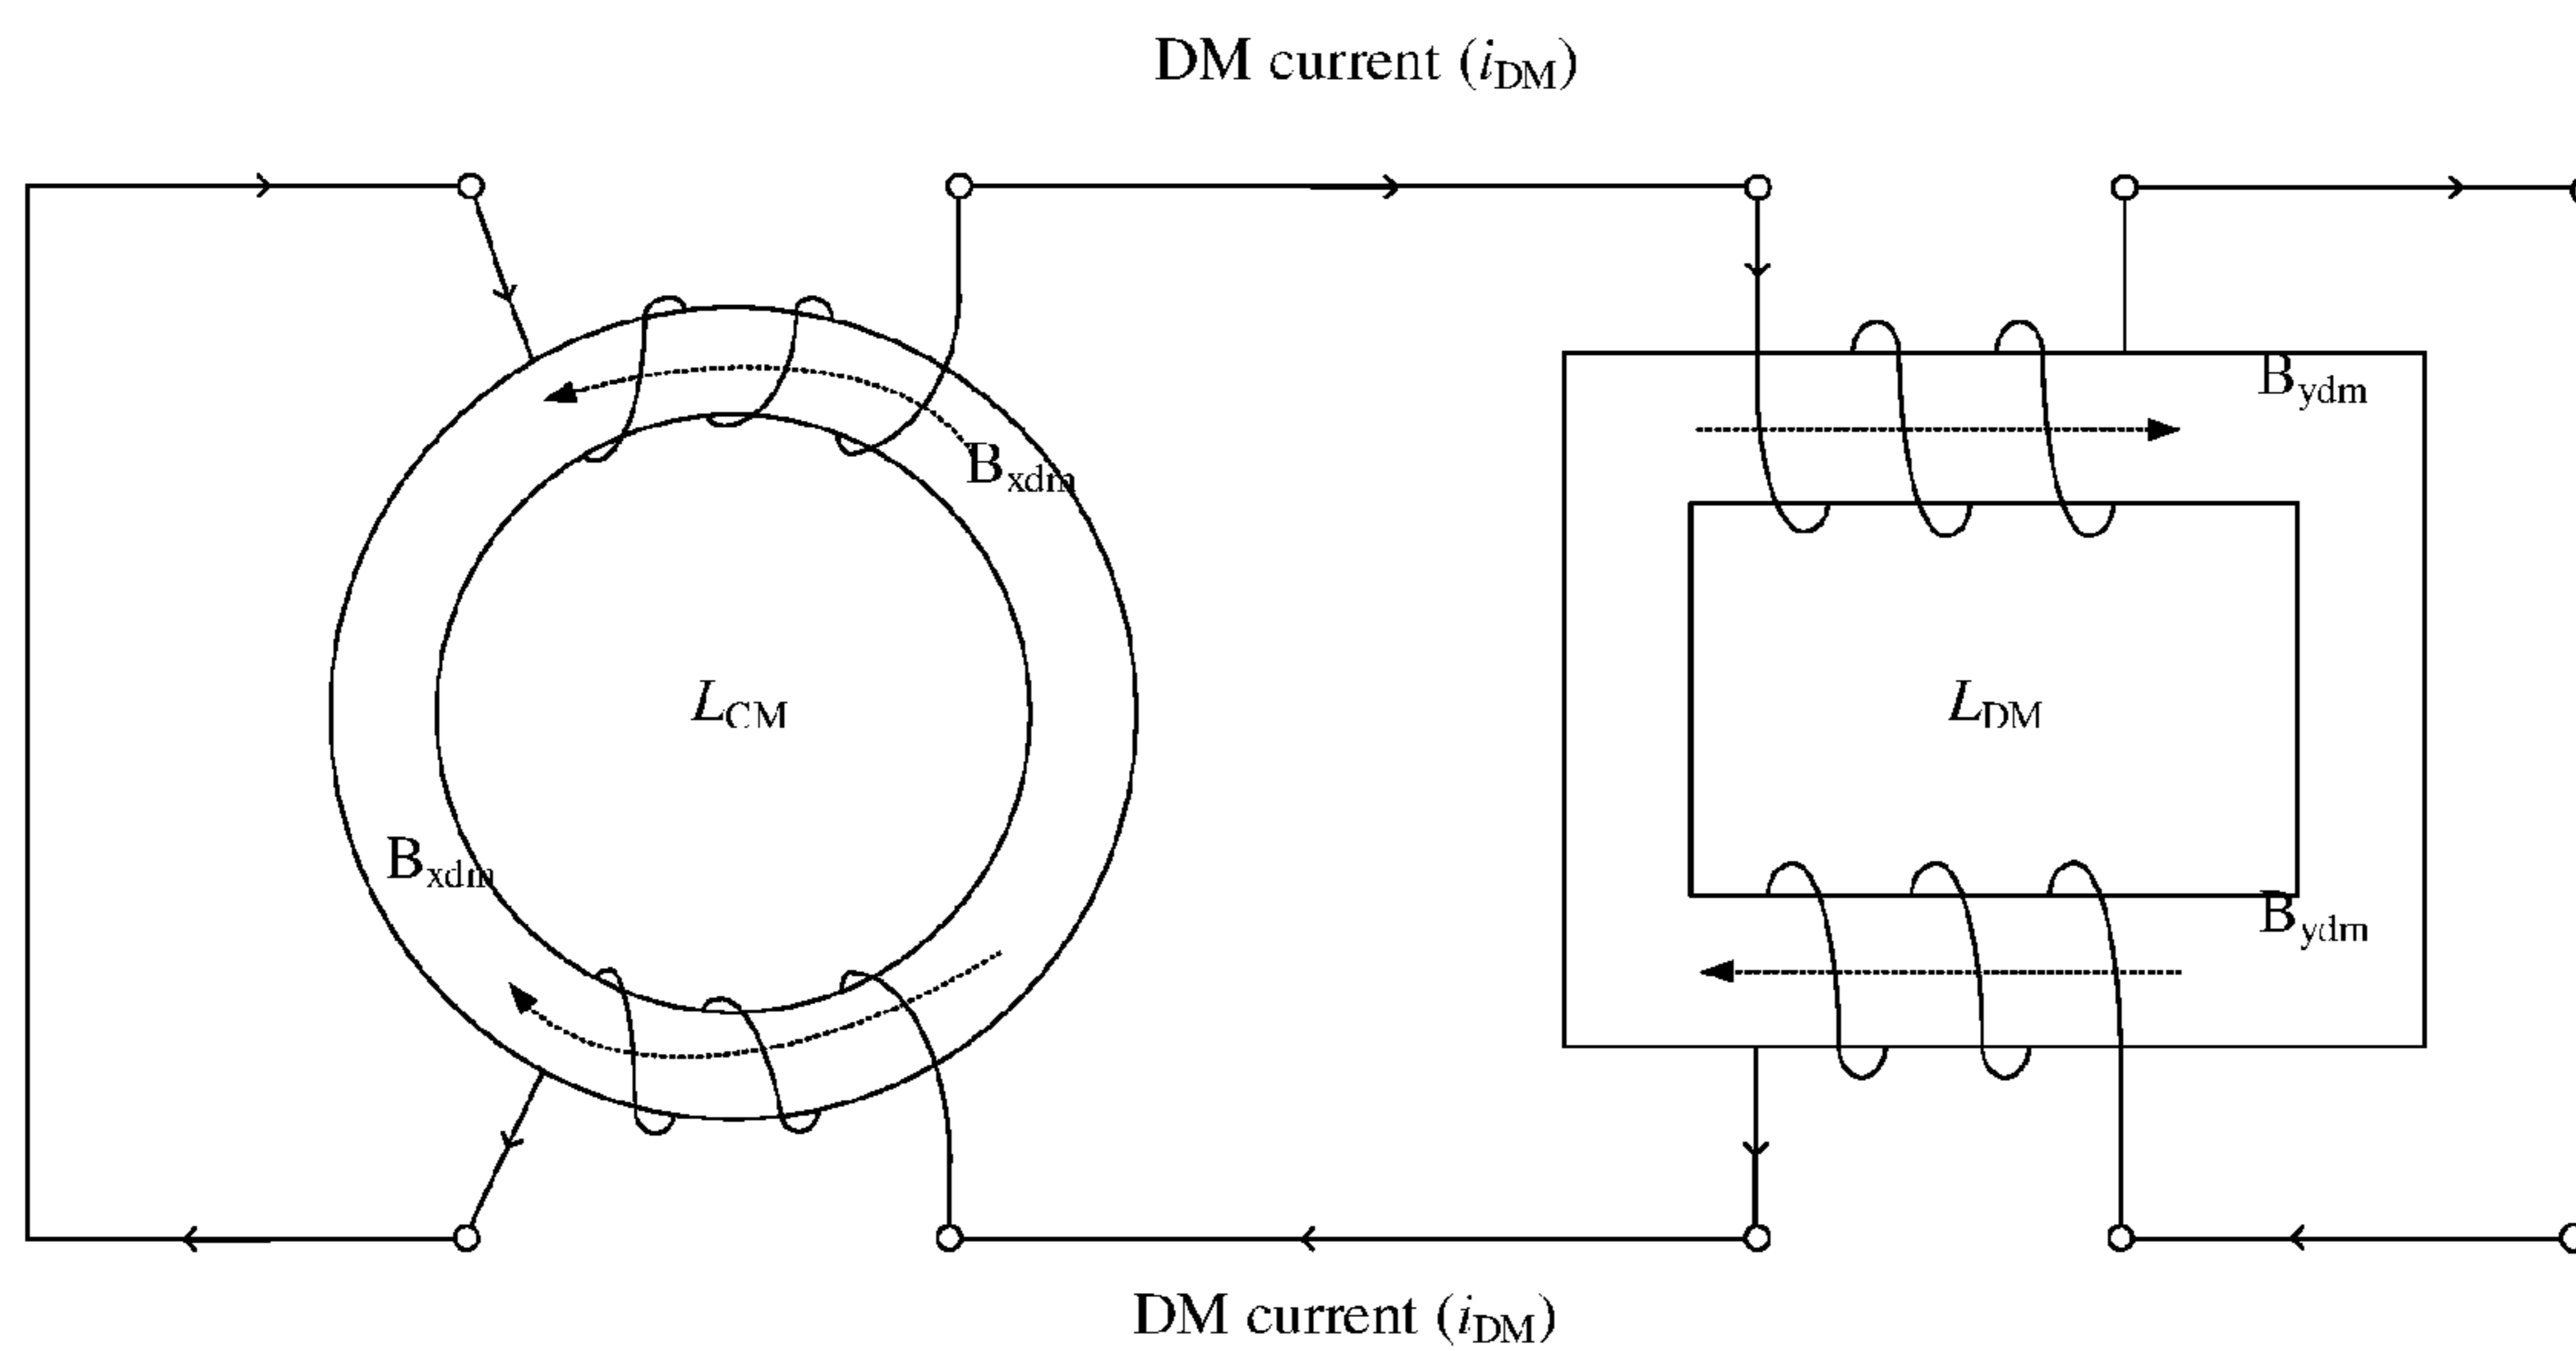 DM current (iDM)
Bydm
Bxdm
LCM
LDM
Bxdm
Bydm
DM current (iDM)